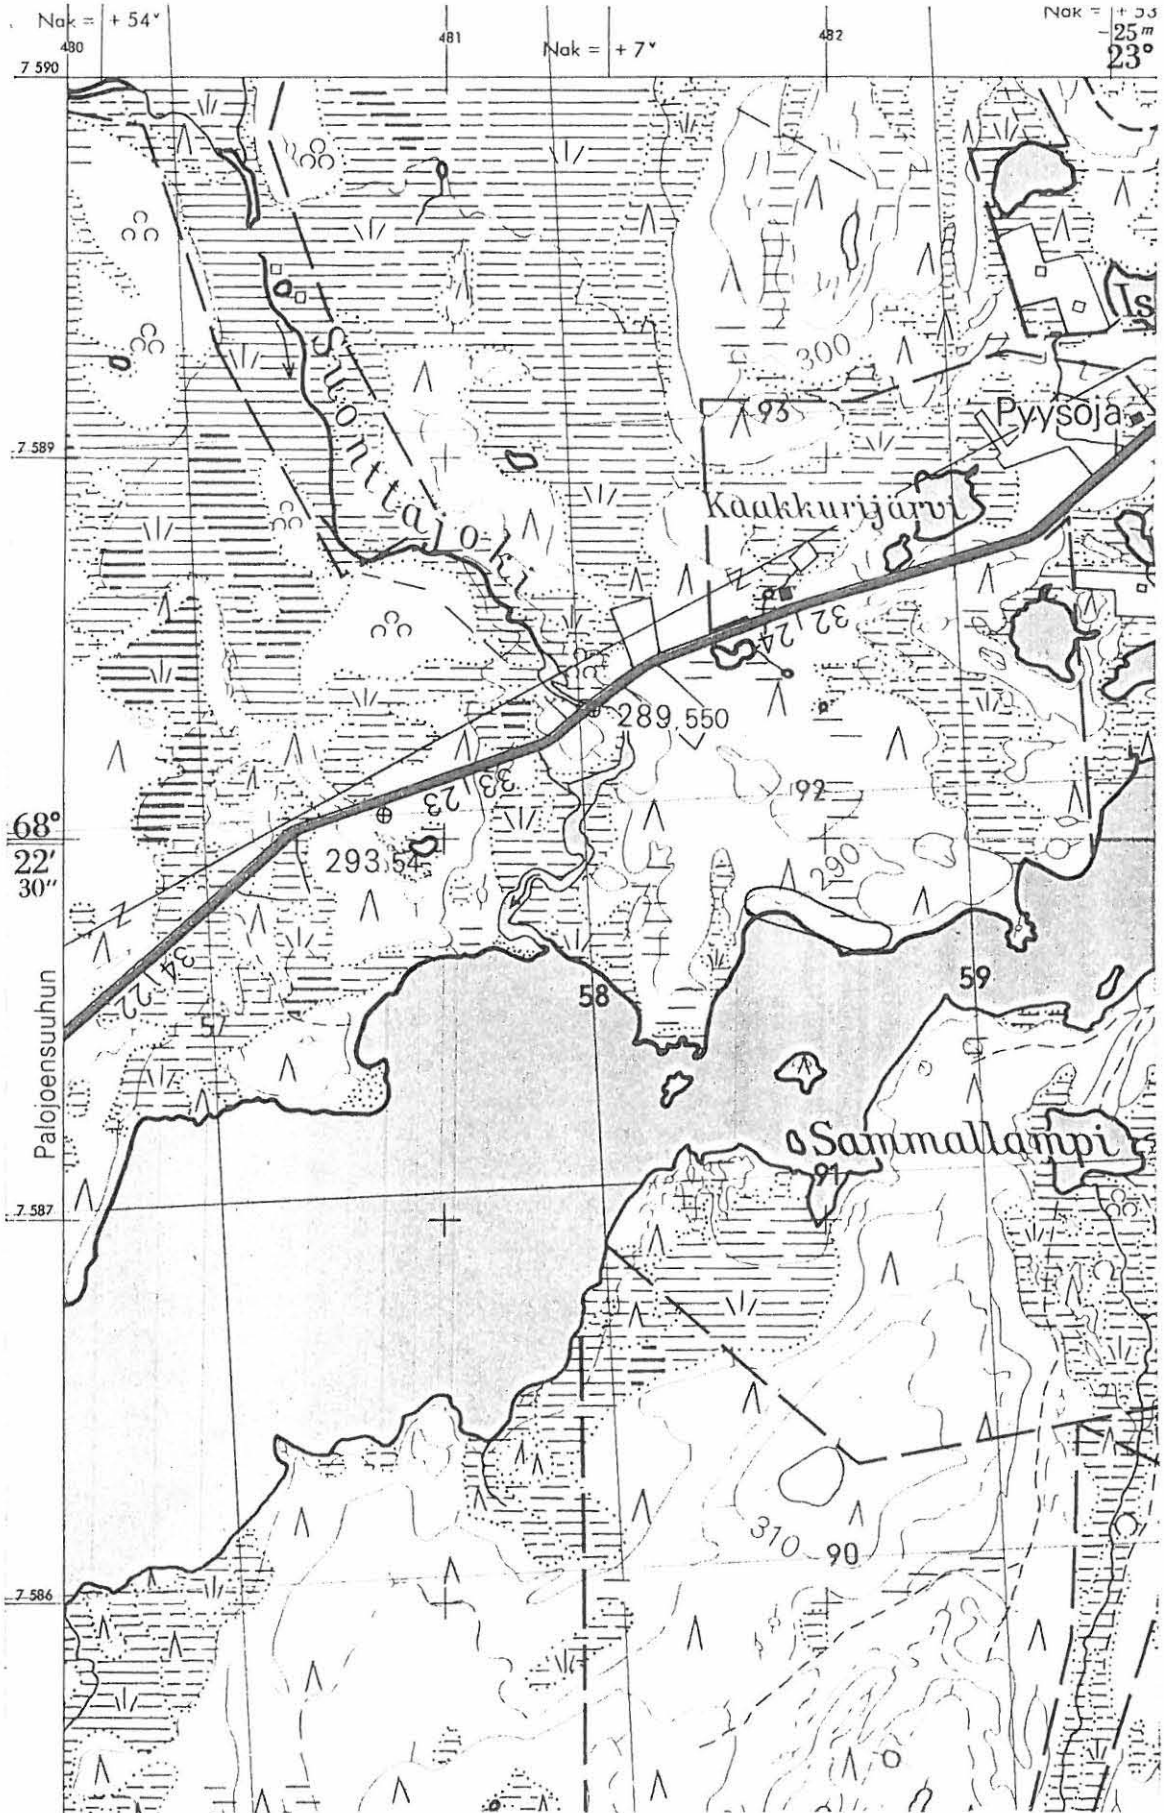 Nak = + 54ᵛ
Nak = + 53
480
481
Nak = + 7ᵛ
482
-25ᵐ
23°
7 590
Is
300
93
Pyysoja
Suonttajoki
7 589
Kaakkurijärvi
32
24
289,550
33
23
92
68°
22'
30"
293,54
290
34
22
58
59
57
Palojoensuuhun
Sammallampi
91
7 587
310
90
7 586